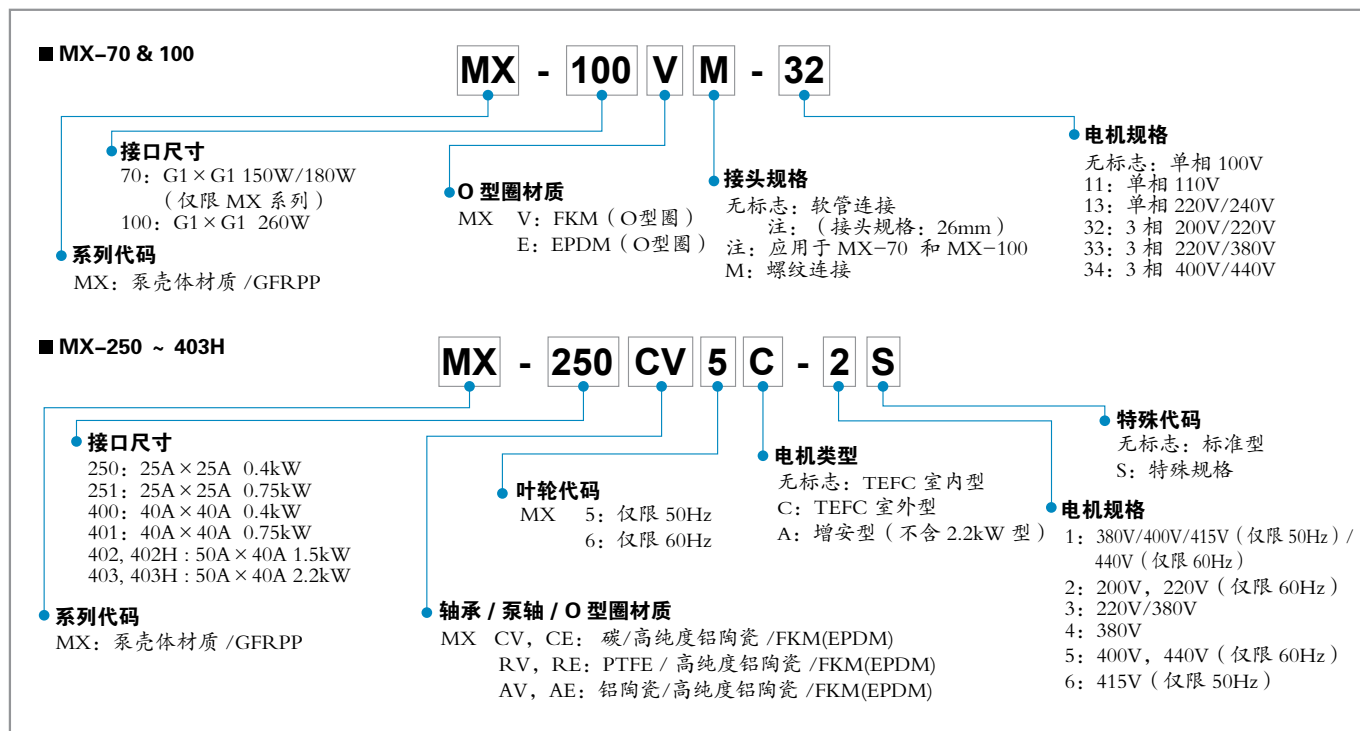 ■ MX–70 & 100
MX - 100 V M - 32
接口尺寸
70：G1×G1 150W/180W
（仅限 MX 系列）
100：G1×G1 260W
系列代码
MX：泵壳体材质 /GFRPP
O 型圈材质
MX V：FKM（O型圈）
E：EPDM（O型圈）
接头规格
无标志：软管连接
注：（接头规格：26mm）
注：应用于 MX−70 和 MX−100
M：螺纹连接
电机规格
无标志：单相 100V
11：单相 110V
13：单相 220V/240V
32：3 相 200V/220V
33：3 相 220V/380V
34：3 相 400V/440V
■ MX–250 ~ 403H
MX - 250 CV 5 C - 2 S
接口尺寸
250：25A×25A 0.4kW
251：25A×25A 0.75kW
400：40A×40A 0.4kW
401：40A×40A 0.75kW
402, 402H : 50A×40A 1.5kW
403, 403H : 50A×40A 2.2kW
系列代码
MX：泵壳体材质 /GFRPP
叶轮代码
MX 5：仅限 50Hz
6：仅限 60Hz
轴承 / 泵轴 / O 型圈材质
MX CV，CE： 碳/高纯度铝陶瓷 /FKM(EPDM)
RV，RE：PTFE / 高纯度铝陶瓷 /FKM(EPDM)
AV，AE：铝陶瓷/高纯度铝陶瓷 /FKM(EPDM)
电机类型
无标志：TEFC 室内型
C：TEFC 室外型
A：增安型（不含 2.2kW 型）
特殊代码
无标志：标准型
S：特殊规格
电机规格
1：380V/400V/415V（仅限 50Hz）/
440V（仅限 60Hz）
2：200V，220V（仅限 60Hz）
3：220V/380V
4：380V
5：400V，440V（仅限 60Hz）
6：415V（仅限 50Hz）